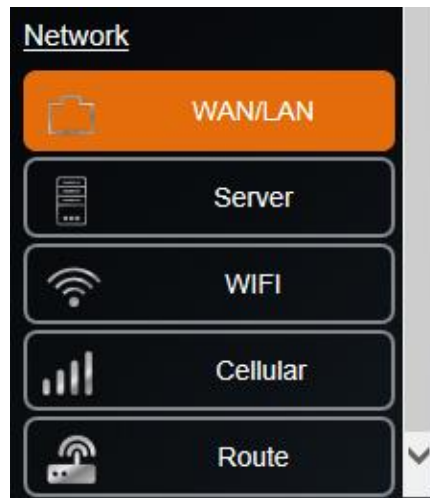 Network
WAN/LAN
Server
WIFI
Cellular
Route